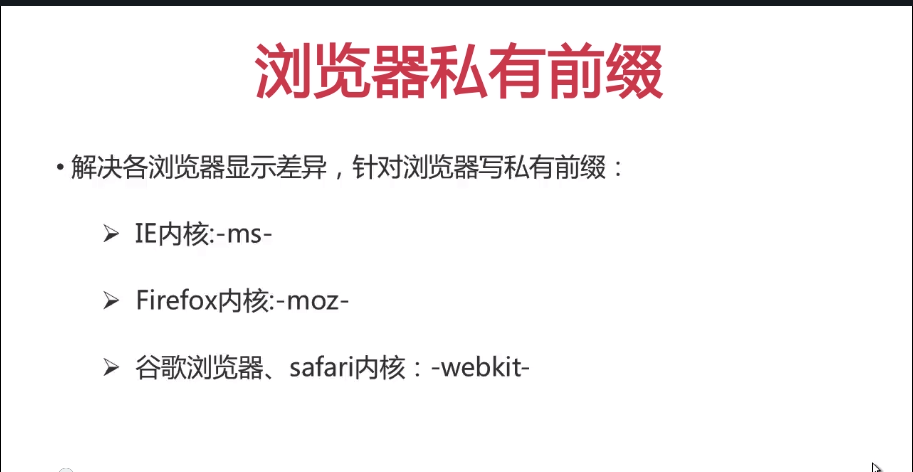 浏览器私有前缀
• 解决各浏览器显示差异，针对浏览器写私有前缀：
➢ IE内核:-ms-
➢ Firefox内核:-moz-
➢ 谷歌浏览器、safari内核：-webkit-